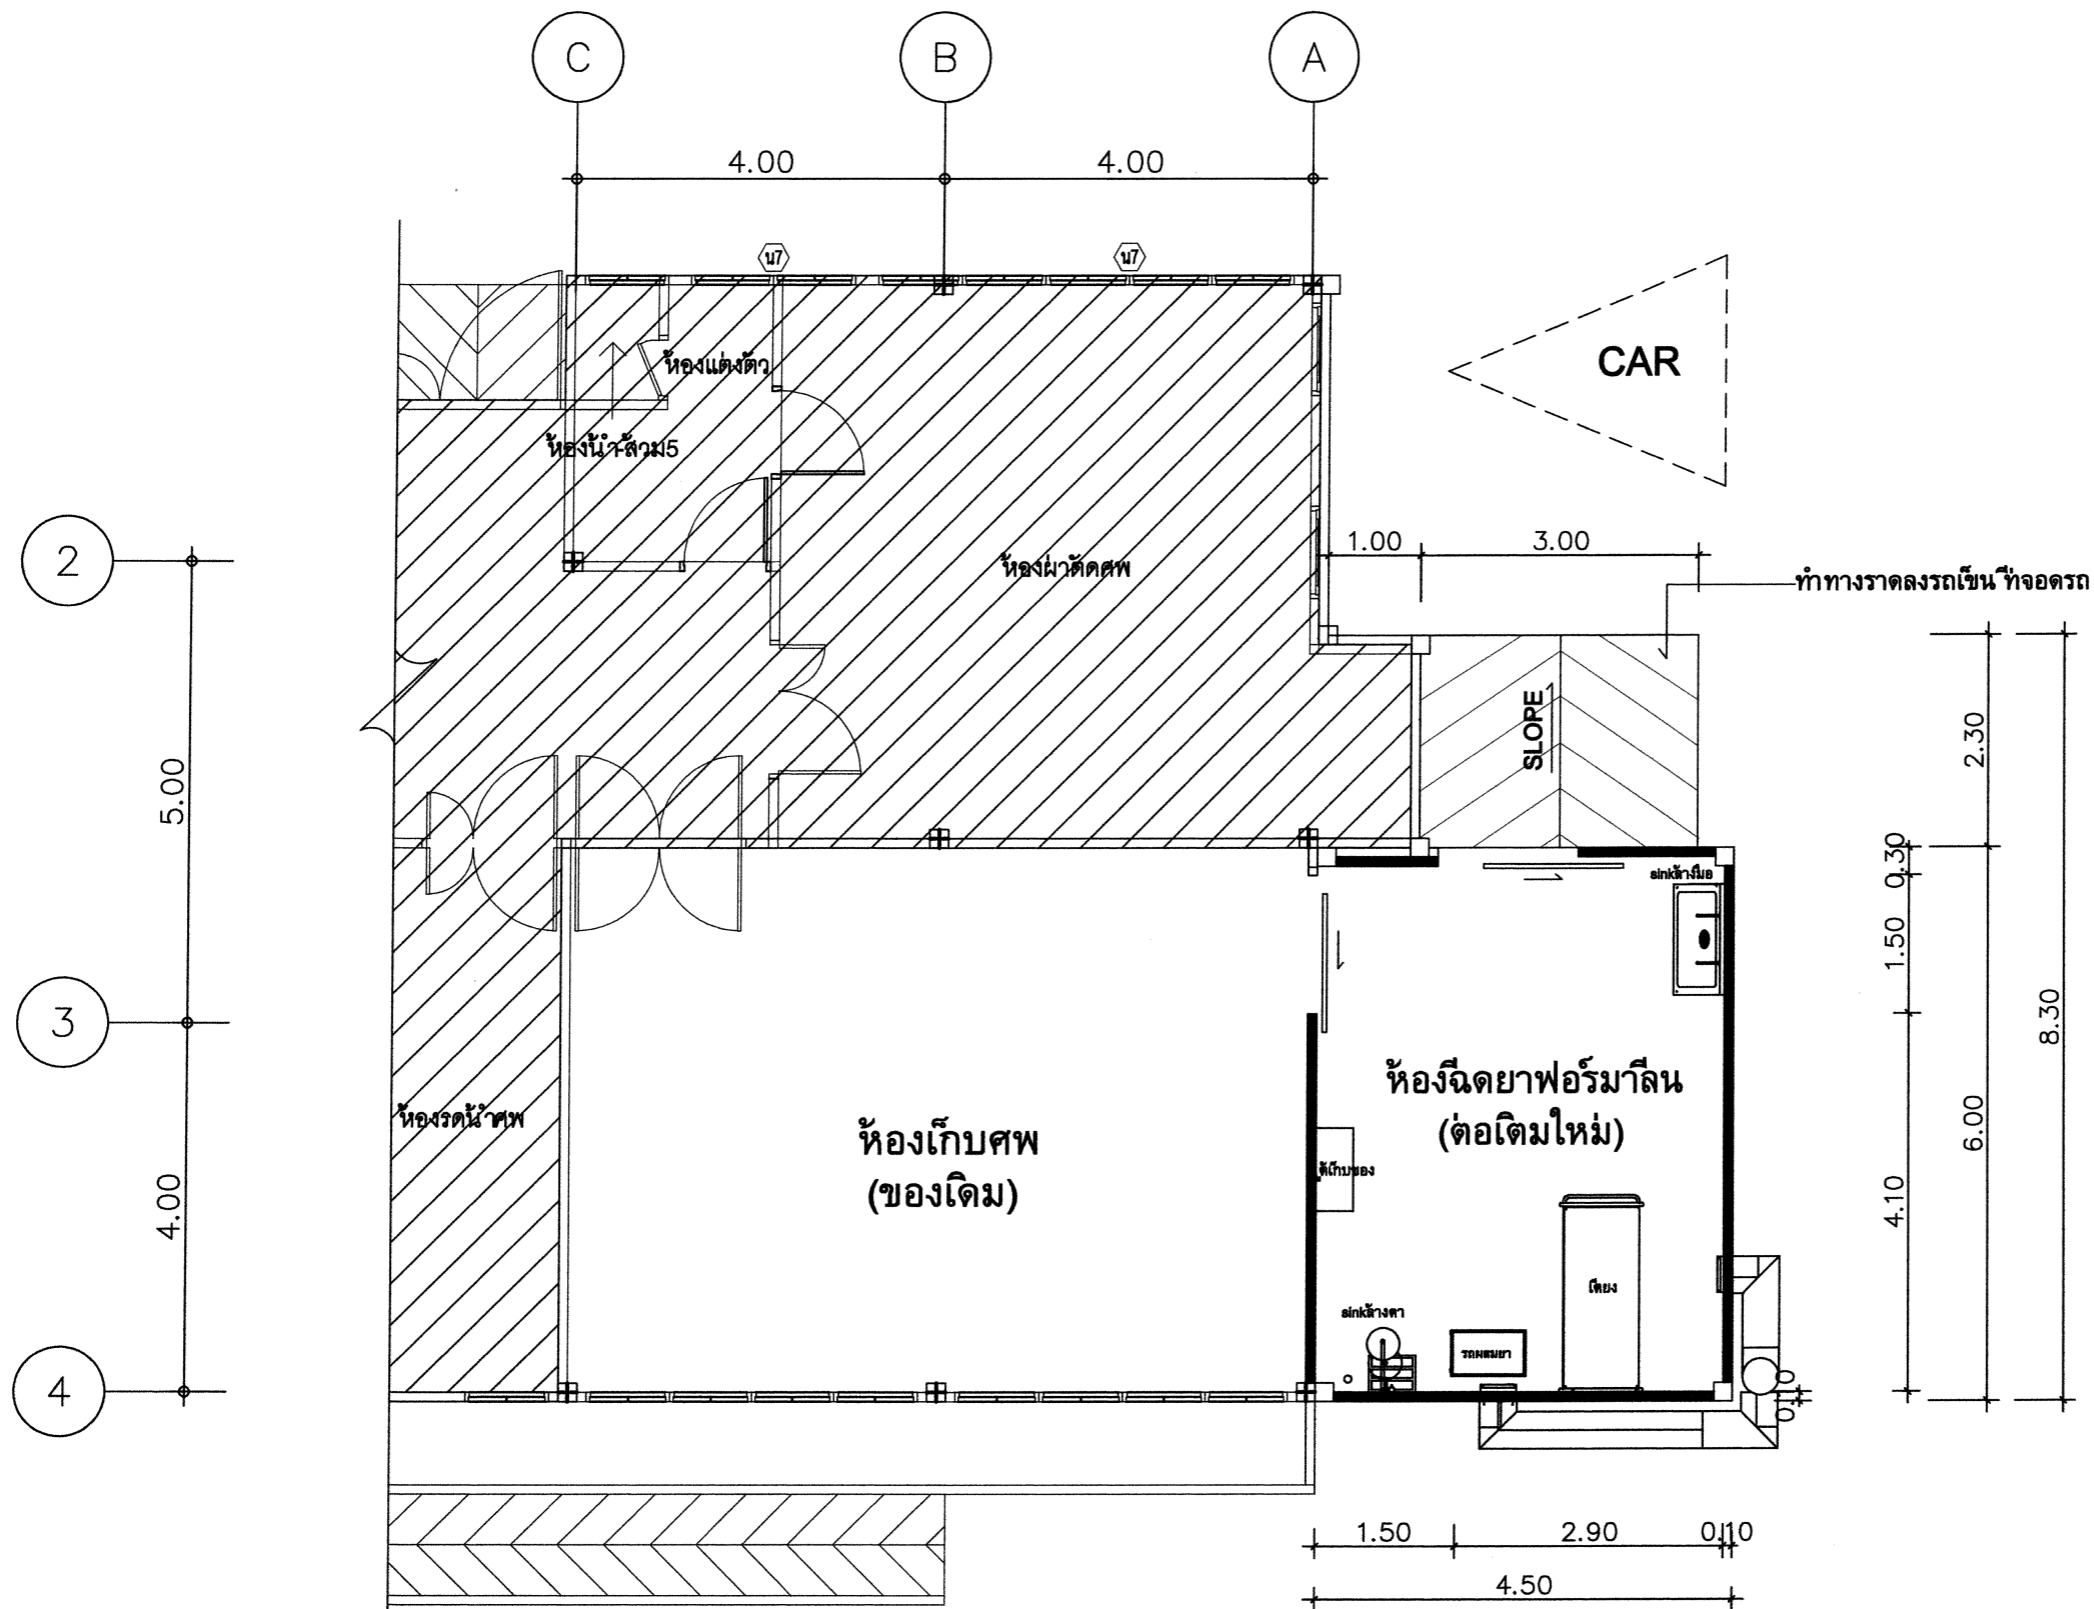 C
B
A
4.00
4.00
น7
น7
ห้องแต่งตัว
CAR
ห้องน้ำ-ส้วม5
2
ห้องผ่าตัดศพ
1.00
3.00
ทำทางราดลงรถเข็น ที่จอดรถ
SLOPE
2.30
5.00
0.30
sinkล้างมือ
1.50
3
8.30
ห้องฉีดยาฟอร์มาลีน
(ต่อเติมใหม่)
ห้องรดน้ำศพ
ห้องเก็บศพ
(ของเดิม)
6.00
ตู้เก็บของ
4.00
4.10
เตียง
sinkล้างตา
รถผสมยา
4
1.50
2.90
0.10
4.50